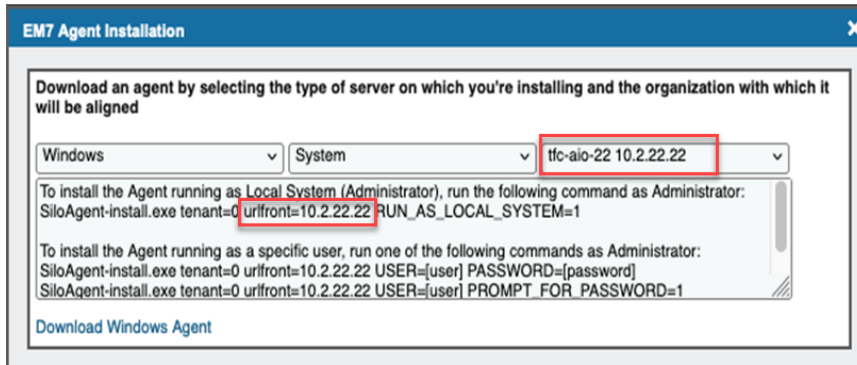 EM7 Agent Installation
Download an agent by selecting the type of server on which you're installing and the organization with which it
will be aligned
Windows System tfc-aio-22 10.2.22.22
To install the Agent running as Local System (Administrator), run the following command as Administrator:
SiloAgent-install.exe tenant=0 urlfront=10.2.22.22 RUN_AS_LOCAL_SYSTEM=1
To install the Agent running as a specific user, run one of the following commands as Administrator:
SiloAgent-install.exe tenant=0 urlfront=10.2.22.22 USER=[user] PASSWORD=[password]
SiloAgent-install.exe tenant=0 urlfront=10.2.22.22 USER=[user] PROMPT_FOR_PASSWORD=1
Download Windows Agent